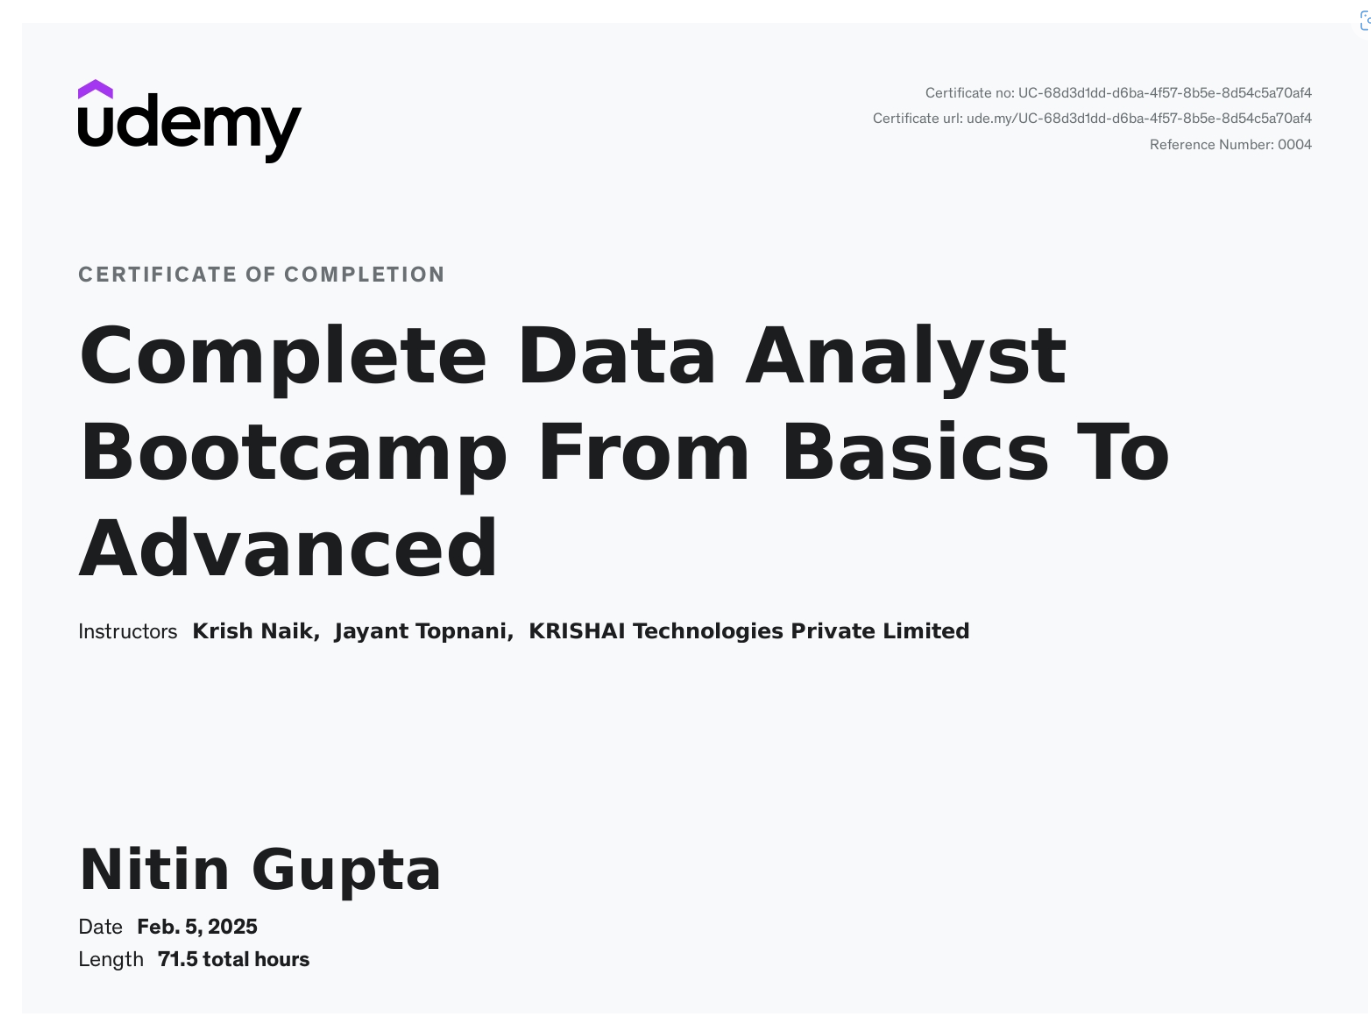 udemy
Certificate no: UC-68d3d1dd-d6ba-4f57-8b5e-8d54c5a70af4
Certificate url: ude.my/UC-68d3d1dd-d6ba-4f57-8b5e-8d54c5a70af4
Reference Number: 0004
CERTIFICATE OF COMPLETION
Complete Data Analyst
Bootcamp From Basics To
Advanced
Instructors Krish Naik, Jayant Topnani, KRISHAI Technologies Private Limited
Nitin Gupta
Date Feb. 5, 2025
Length 71.5 total hours